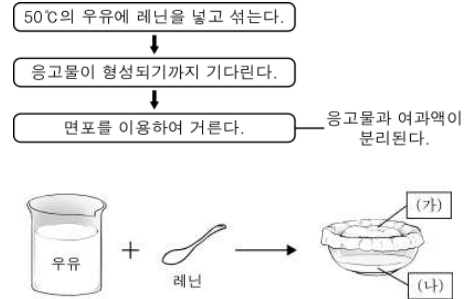 50℃의 우유에 레닌을 넣고 섞는다.
응고물이 형성되기까지 기다린다.
면포를 이용하여 거른다.
응고물과 여과액이
분리된다.
우유
레닌
(가)
(나)